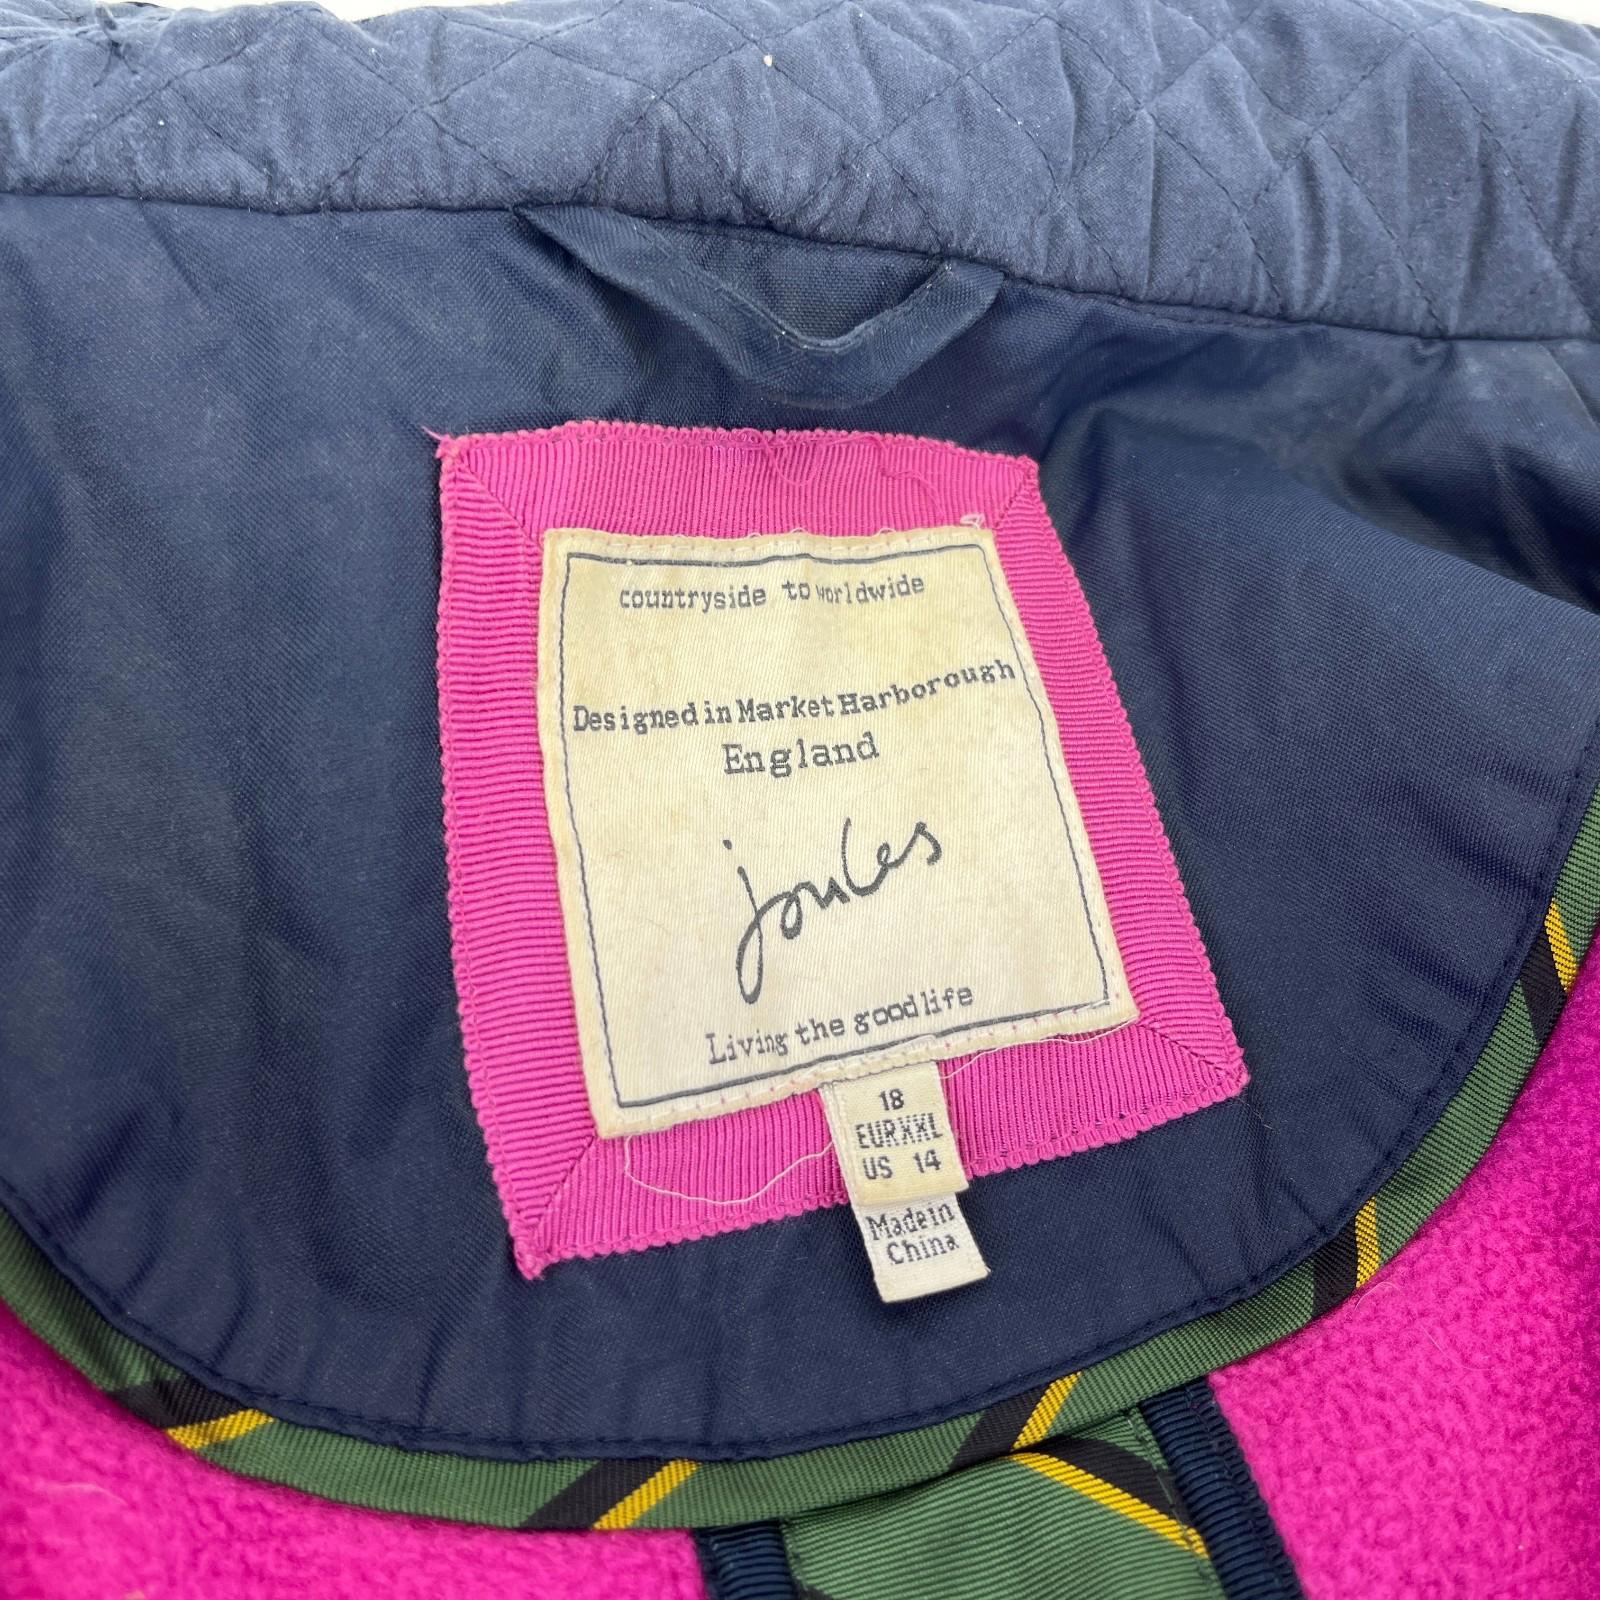 countryside to worldwide
Designed in Market Harborough
England
joules
Living the good life
18
EUR XXL
US 14
Made in
China